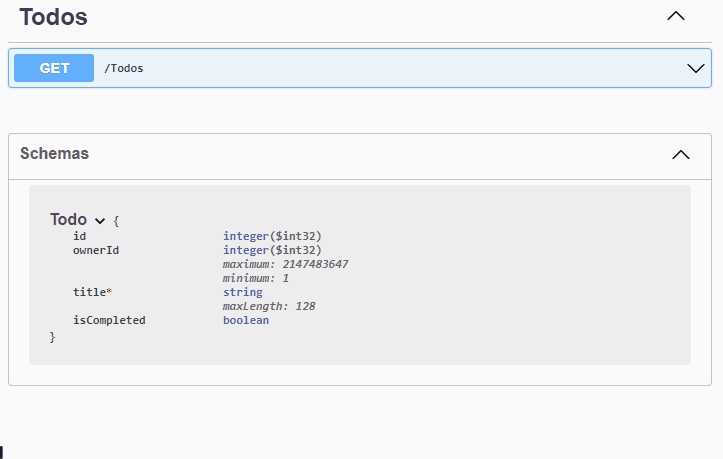 Todos
GET /Todos
Schemas
Todo {
id integer($int32)
ownerId integer($int32)
maximum: 2147483647
minimum: 1
title* string
maxLength: 128
isCompleted boolean
}